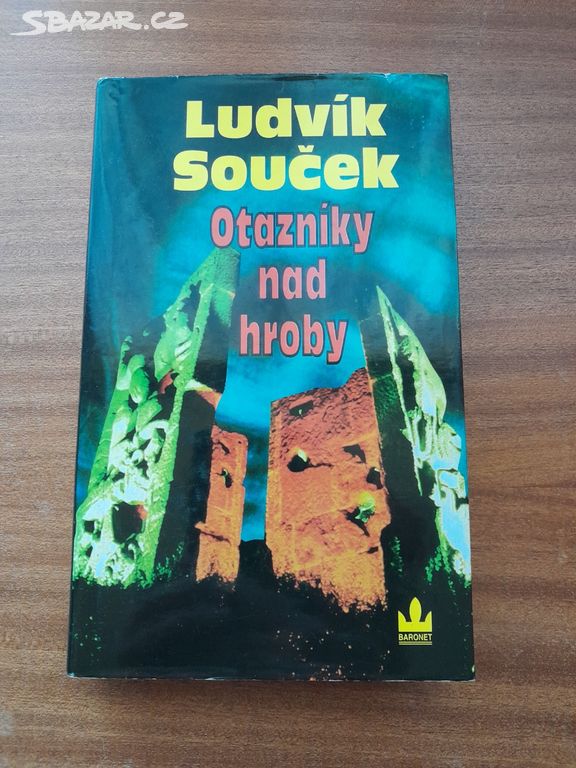 SBAZAR.CZ
Ludvík
Souček
Otazníky
nad
hroby
BARONET